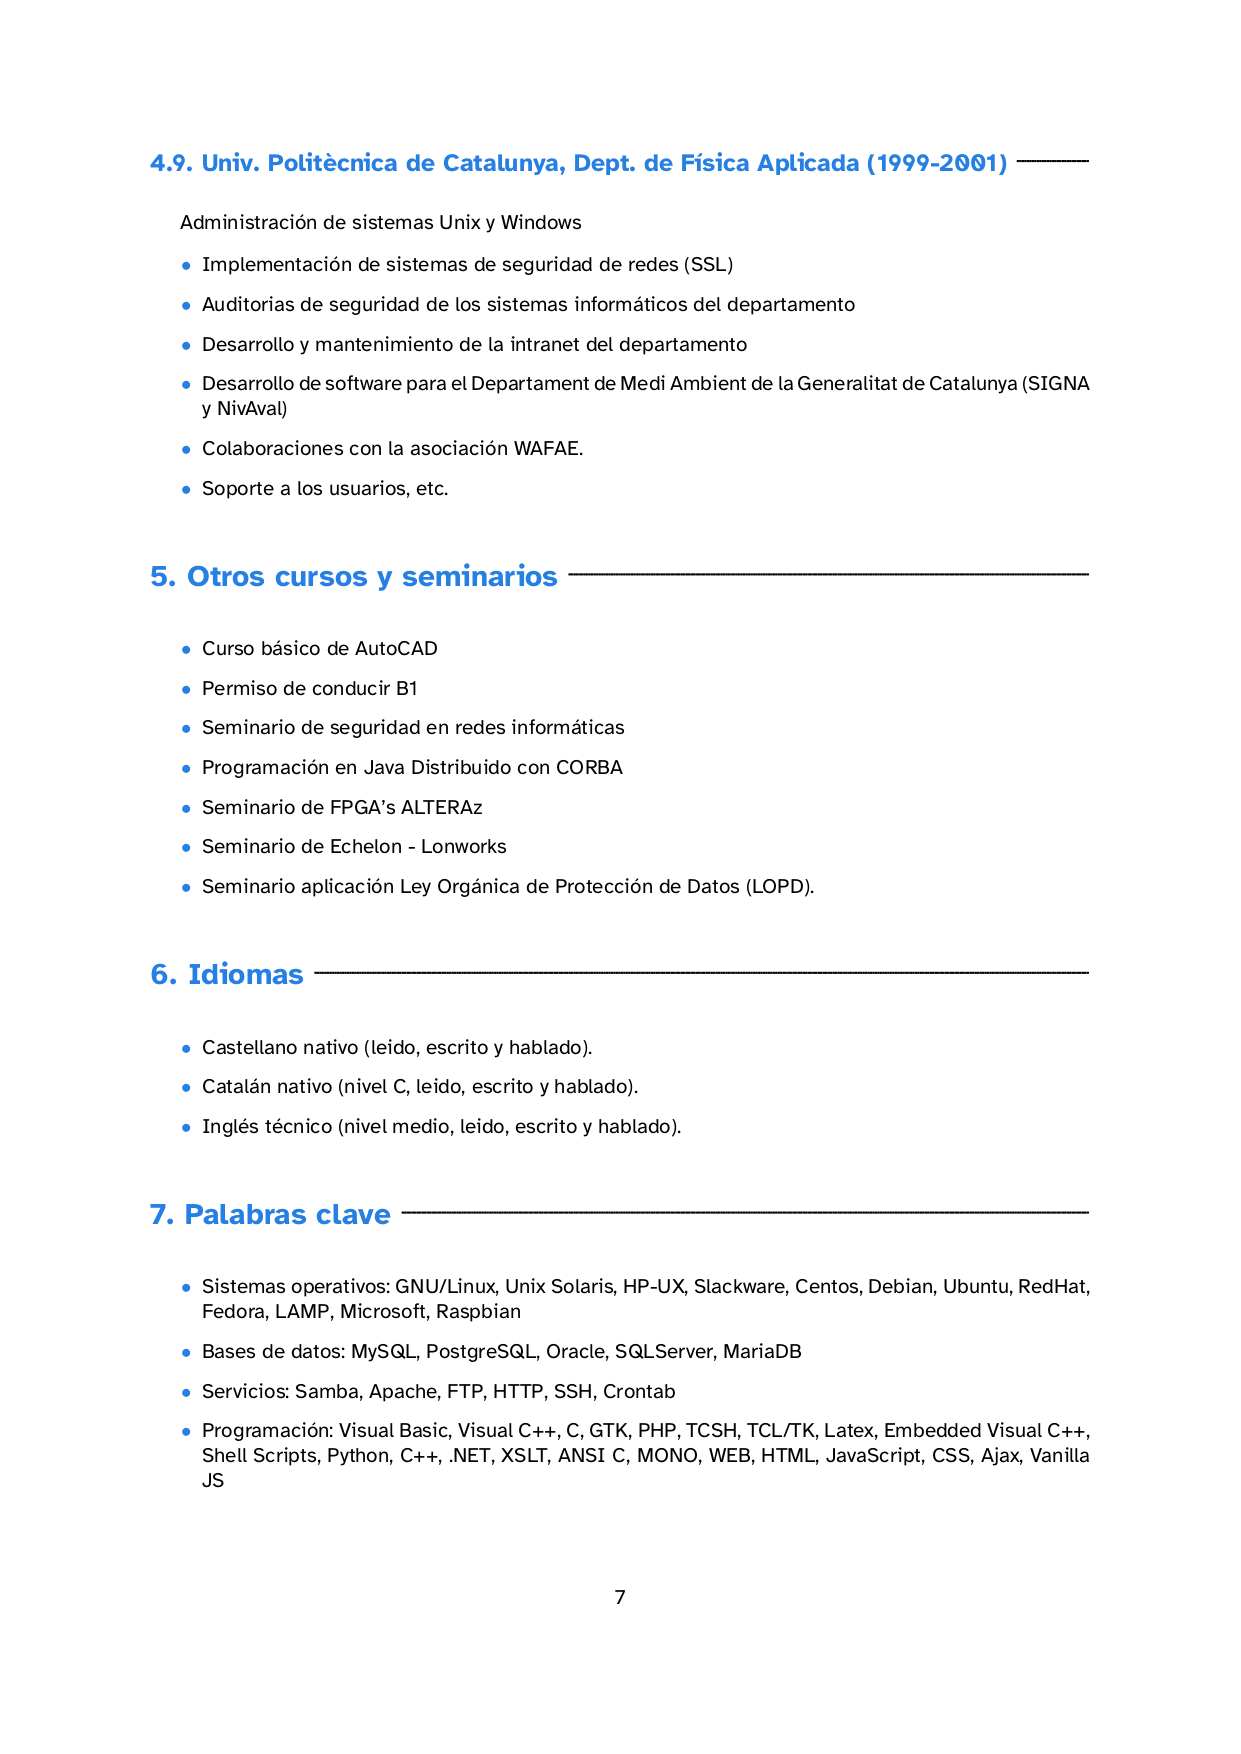 4.9. Univ. Politècnica de Catalunya, Dept. de Física Aplicada (1999-2001)
Administración de sistemas Unix y Windows
● Implementación de sistemas de seguridad de redes (SSL)
● Auditorias de seguridad de los sistemas informáticos del departamento
● Desarrollo y mantenimiento de la intranet del departamento
● Desarrollo de software para el Departament de Medi Ambient de la Generalitat de Catalunya (SIGNA
y NivAval)
● Colaboraciones con la asociación WAFAE.
● Soporte a los usuarios, etc.
5. Otros cursos y seminarios
● Curso básico de AutoCAD
● Permiso de conducir B1
● Seminario de seguridad en redes informáticas
● Programación en Java Distribuido con CORBA
● Seminario de FPGA’s ALTERAz
● Seminario de Echelon - Lonworks
● Seminario aplicación Ley Orgánica de Protección de Datos (LOPD).
6. Idiomas
● Castellano nativo (leido, escrito y hablado).
● Catalán nativo (nivel C, leido, escrito y hablado).
● Inglés técnico (nivel medio, leido, escrito y hablado).
7. Palabras clave
● Sistemas operativos: GNU/Linux, Unix Solaris, HP-UX, Slackware, Centos, Debian, Ubuntu, RedHat,
Fedora, LAMP, Microsoft, Raspbian
● Bases de datos: MySQL, PostgreSQL, Oracle, SQLServer, MariaDB
● Servicios: Samba, Apache, FTP, HTTP, SSH, Crontab
● Programación: Visual Basic, Visual C++, C, GTK, PHP, TCSH, TCL/TK, Latex, Embedded Visual C++,
Shell Scripts, Python, C++, .NET, XSLT, ANSI C, MONO, WEB, HTML, JavaScript, CSS, Ajax, Vanilla
JS
7